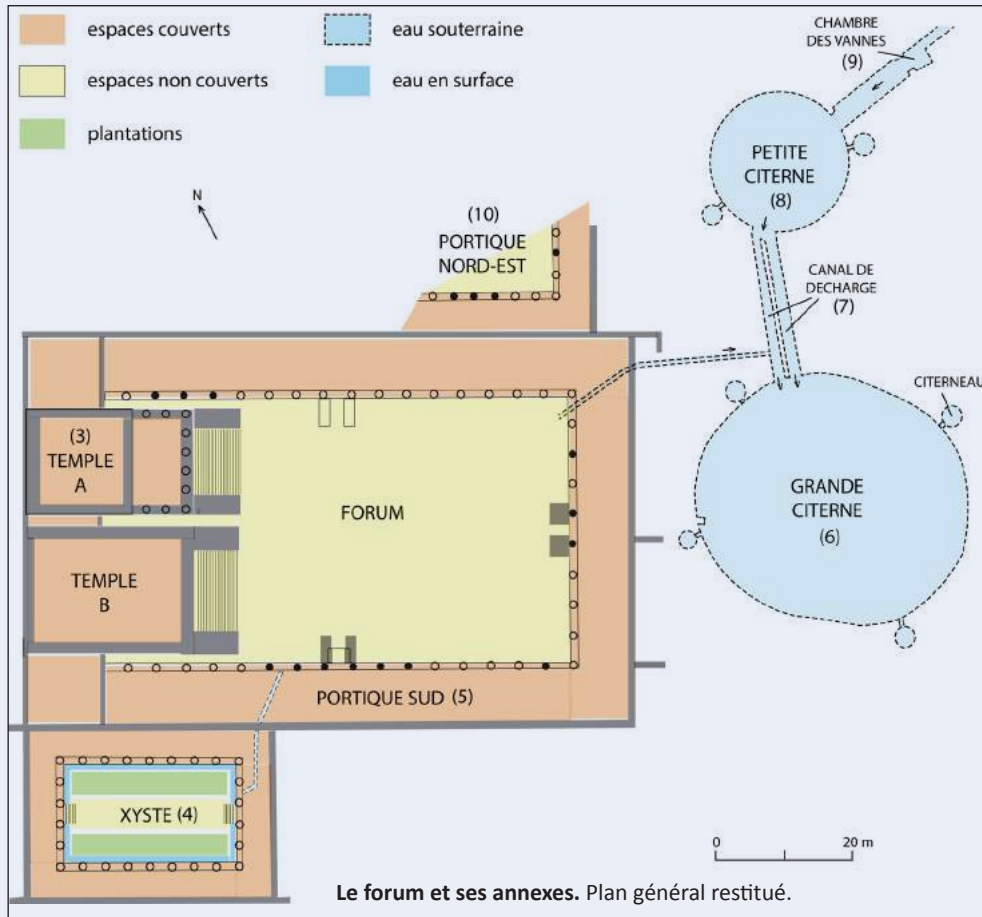 espaces couverts
eau souterraine
espaces non couverts
eau en surface
plantations
N
CHAMBRE
DES VANNES
(9)
PETITE
CITERNE
(8)
(10)
PORTIQUE
NORD-EST
CANAL DE
DECHARGE
(7)
CITERNEAU
(3)
TEMPLE
A
FORUM
GRANDE
CITERNE
(6)
TEMPLE
B
PORTIQUE SUD (5)
XYSTE (4)
0 20 m
Le forum et ses annexes. Plan général restitué.